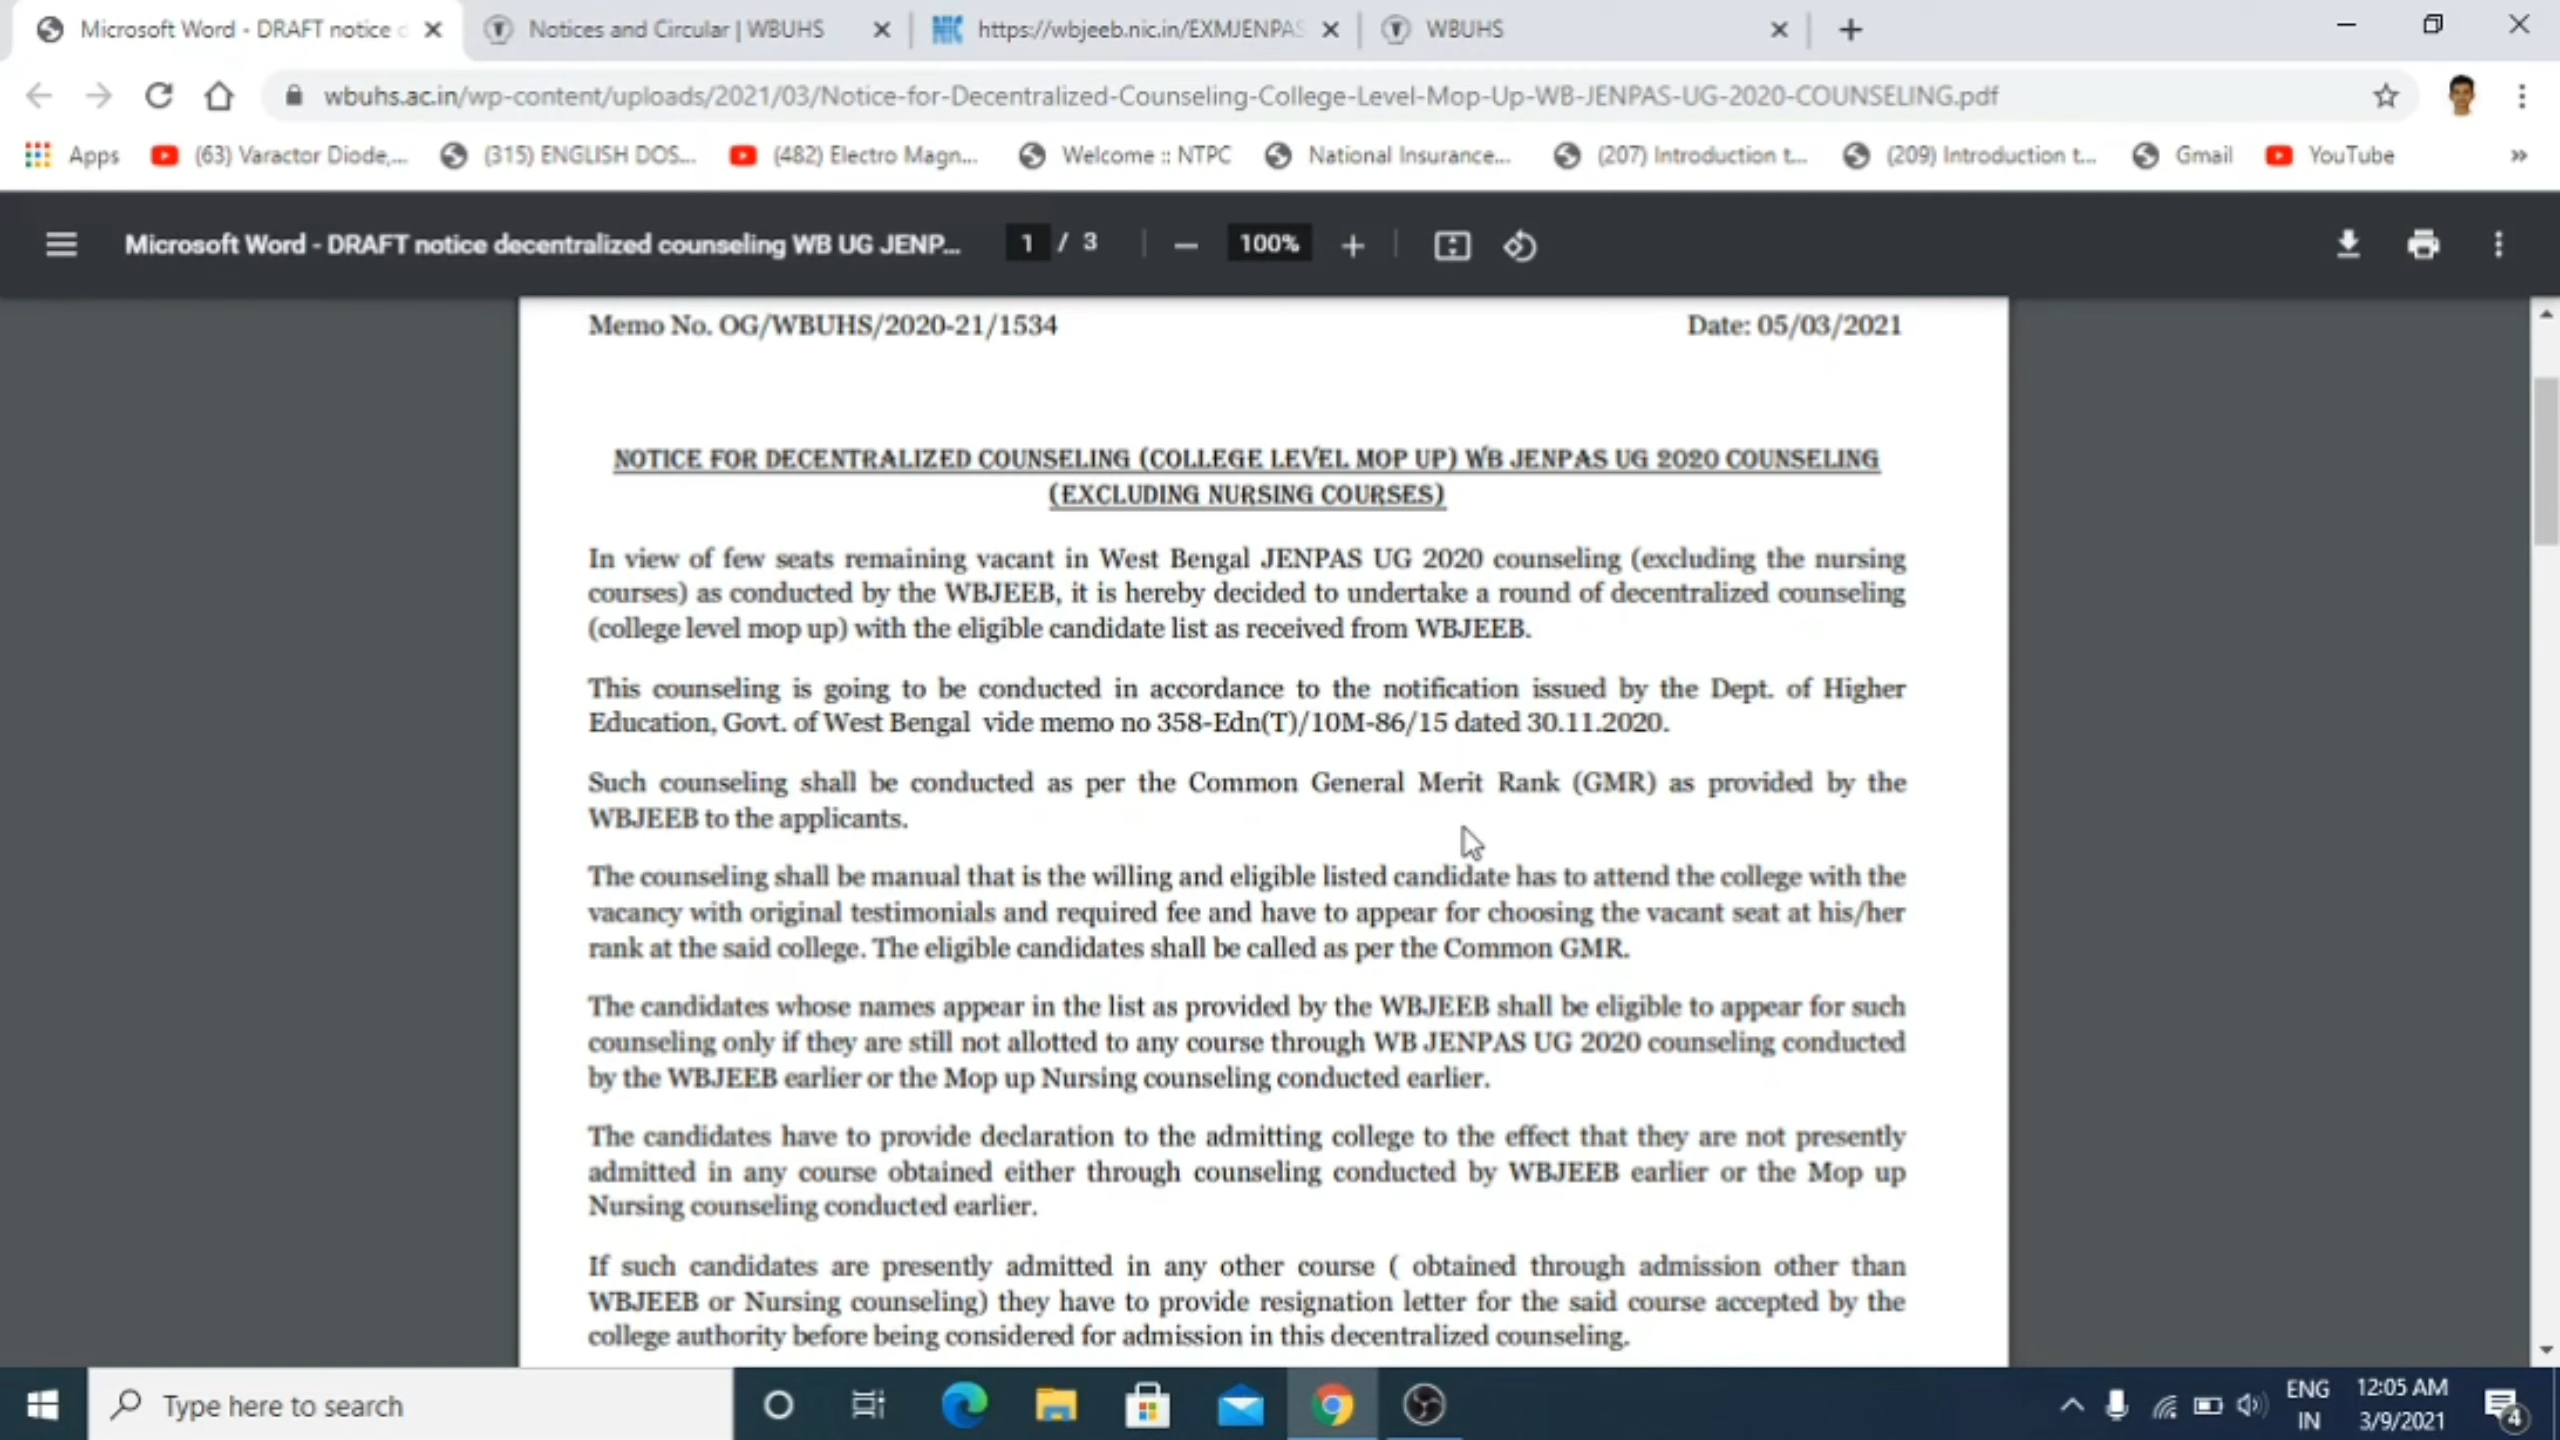 Microsoft Word - DRAFT notice
Notices and Circular | WBUHS
https://wbjeeb.nic.in/EXMJENPAS
WBUHS
wbuhs.ac.in/wp-content/uploads/2021/03/Notice-for-Decentralized-Counseling-College-Level-Mop-Up-WB-JENPAS-UG-2020-COUNSELING.pdf
Apps
(63) Varactor Diode,...
(315) ENGLISH DOS...
(482) Electro Magn...
Welcome :: NTPC
National Insurance...
(207) Introduction t...
(209) Introduction t...
Gmail
YouTube
»
Microsoft Word - DRAFT notice decentralized counseling WB UG JENP...
1 / 3
100%
Memo No. OG/WBUHS/2020-21/1534
Date: 05/03/2021
NOTICE FOR DECENTRALIZED COUNSELING (COLLEGE LEVEL MOP UP) WB JENPAS UG 2020 COUNSELING
(EXCLUDING NURSING COURSES)
In view of few seats remaining vacant in West Bengal JENPAS UG 2020 counseling (excluding the nursing
courses) as conducted by the WBJEEB, it is hereby decided to undertake a round of decentralized counseling
(college level mop up) with the eligible candidate list as received from WBJEEB.
This counseling is going to be conducted in accordance to the notification issued by the Dept. of Higher
Education, Govt. of West Bengal vide memo no 358-Edn(T)/10M-86/15 dated 30.11.2020.
Such counseling shall be conducted as per the Common General Merit Rank (GMR) as provided by the
WBJEEB to the applicants.
The counseling shall be manual that is the willing and eligible listed candidate has to attend the college with the
vacancy with original testimonials and required fee and have to appear for choosing the vacant seat at his/her
rank at the said college. The eligible candidates shall be called as per the Common GMR.
The candidates whose names appear in the list as provided by the WBJEEB shall be eligible to appear for such
counseling only if they are still not allotted to any course through WB JENPAS UG 2020 counseling conducted
by the WBJEEB earlier or the Mop up Nursing counseling conducted earlier.
The candidates have to provide declaration to the admitting college to the effect that they are not presently
admitted in any course obtained either through counseling conducted by WBJEEB earlier or the Mop up
Nursing counseling conducted earlier.
If such candidates are presently admitted in any other course ( obtained through admission other than
WBJEEB or Nursing counseling) they have to provide resignation letter for the said course accepted by the
college authority before being considered for admission in this decentralized counseling.
Type here to search
ENG
IN
12:05 AM
3/9/2021
4